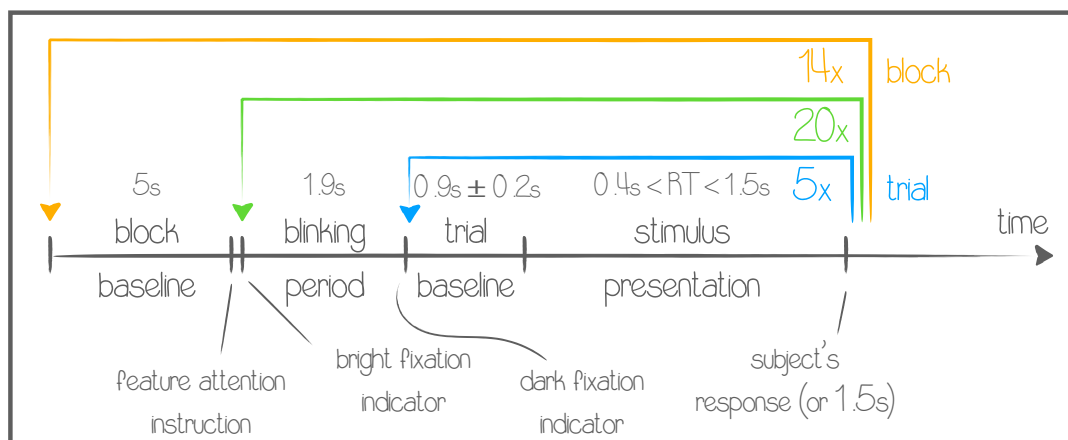 14x block
20x
5s 1.9s 0.9s ± 0.2s 0.4s < RT < 1.5s 5x trial
block blinking trial stimulus time
baseline period baseline presentation
bright fixation subject's
feature attention indicator dark fixation response (or 1.5s)
instruction indicator